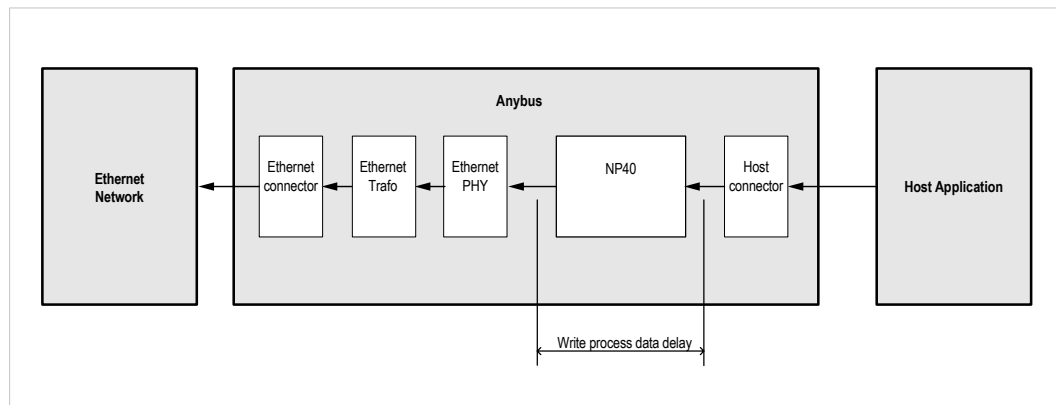 Anybus
Ethernet
Network
Ethernet
connector
Ethernet
Trafo
Ethernet
PHY
NP40
Host
connector
Host Application
Write process data delay